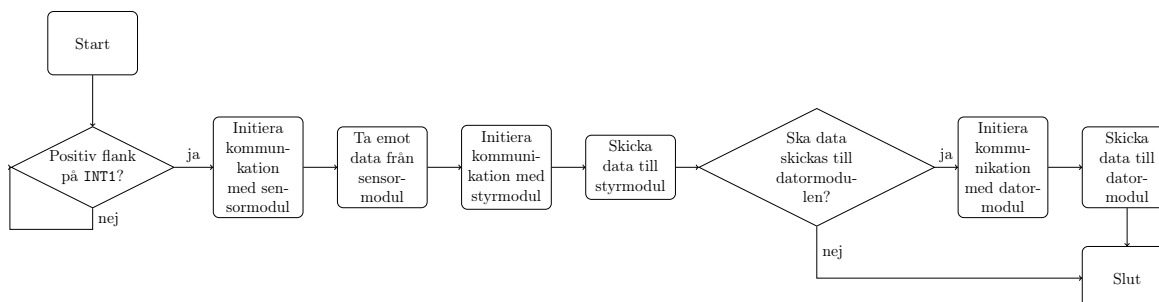 Start
Positiv flank
på INT1?
ja
nej
Initiera
kommun-
kation
med sen-
sormodul
Ta emot
data från
sensor-
modul
Initiera
kommuni-
kation med
styrmodul
Skicka
data till
styrmodul
Ska data
skickas till
datormodu-
len?
ja
nej
Initiera
kommu-
nikation
med dator-
modul
Skicka
data till
dator-
modul
Slut